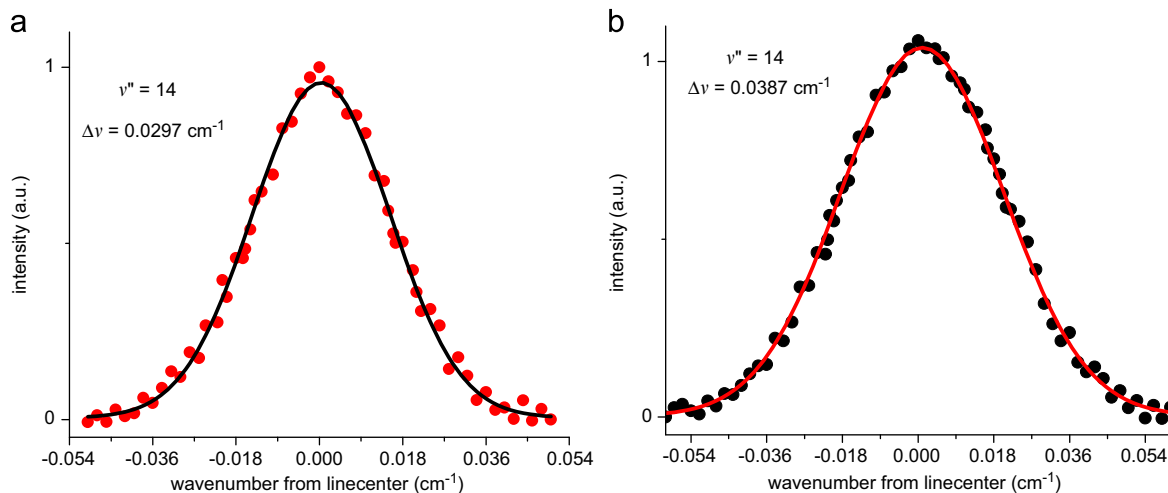 a
1
v" = 14
Δv = 0.0297 cm⁻¹
intensity (a.u.)
0
-0.054 -0.036 -0.018 0.000 0.018 0.036 0.054
wavenumber from linecenter (cm⁻¹)
b
1
v" = 14
Δv = 0.0387 cm⁻¹
intensity (a.u.)
0
-0.054 -0.036 -0.018 0.000 0.018 0.036 0.054
wavenumber from linecenter (cm⁻¹)